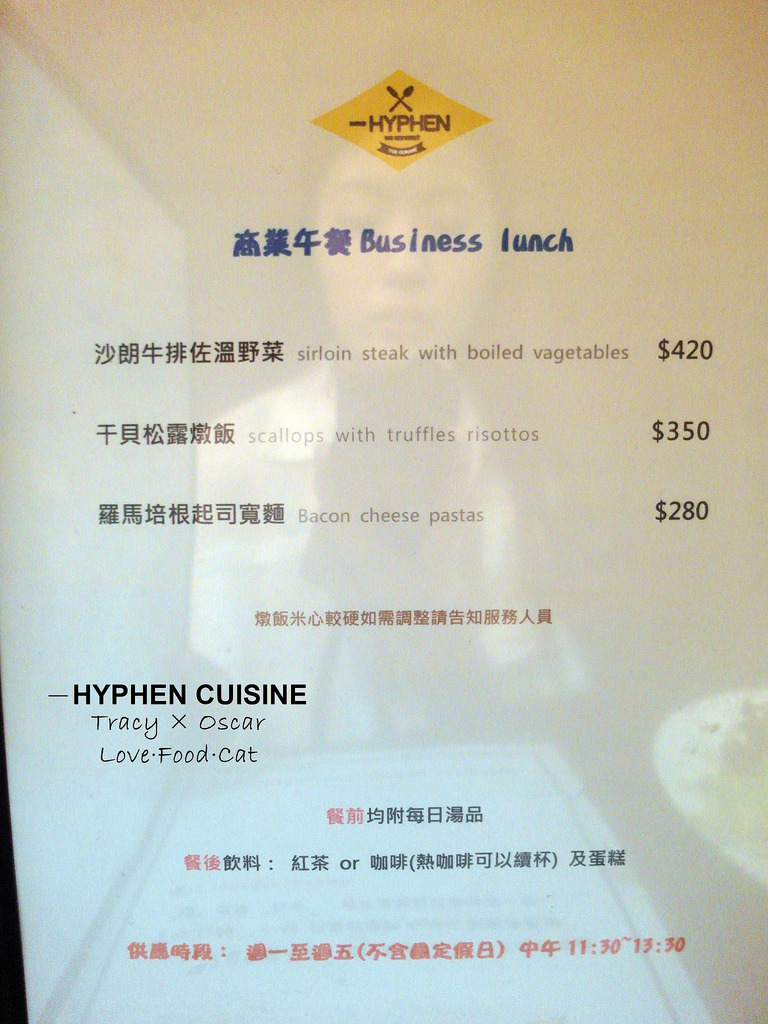 —HYPHEN
THE CUISINE
商業午餐 Business lunch
沙朗牛排佐溫野菜 sirloin steak with boiled vagetables $420
干貝松露燉飯 scallops with truffles risottos $350
羅馬培根起司寬麵 Bacon cheese pastas $280
燉飯米心較硬如需調整請告知服務人員
—HYPHEN CUISINE
Tracy × Oscar
Love·Food·Cat
餐前均附每日湯品
餐後飲料： 紅茶 or 咖啡(熱咖啡可以續杯) 及蛋糕
供應時段： 週一至週五(不含國定假日) 中午 11:30~13:30